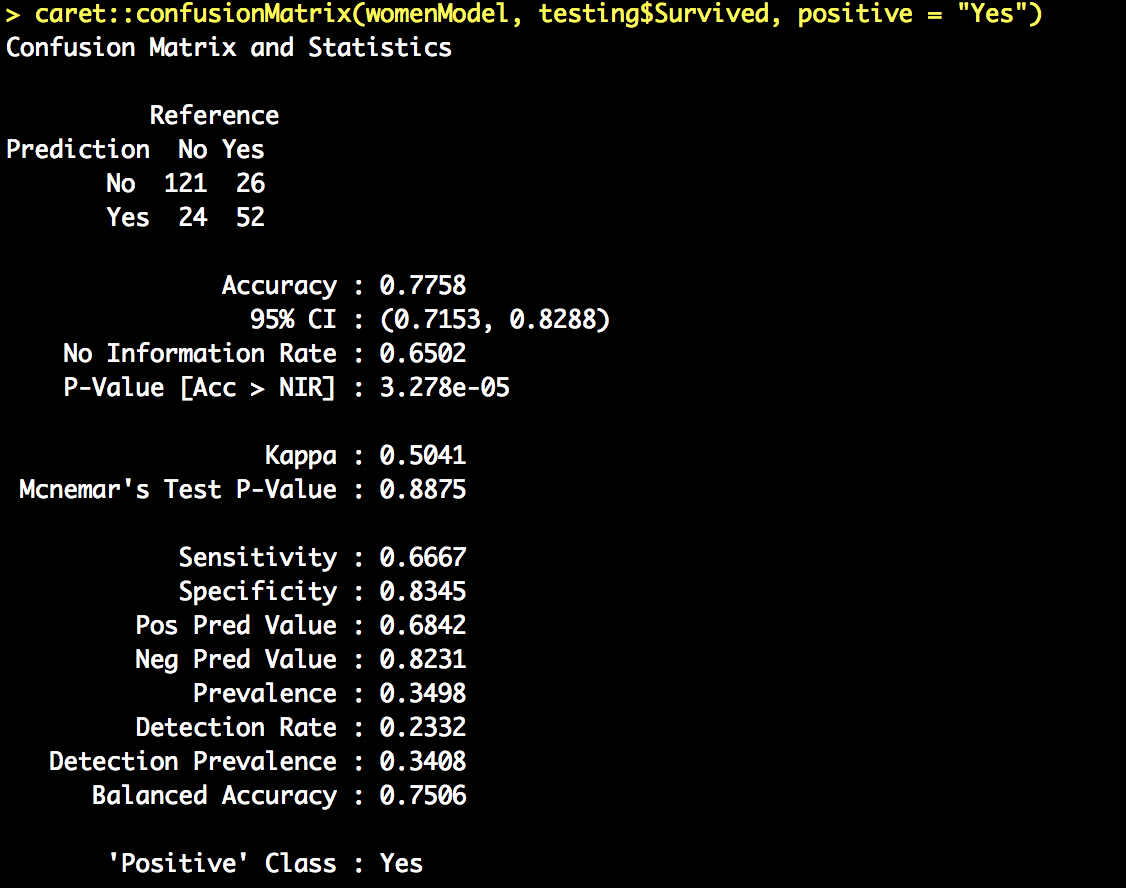 > caret::confusionMatrix(womenModel, testing$Survived, positive = "Yes")
Confusion Matrix and Statistics
Reference
Prediction No Yes
No 121 26
Yes 24 52
Accuracy : 0.7758
95% CI : (0.7153, 0.8288)
No Information Rate : 0.6502
P-Value [Acc > NIR] : 3.278e-05
Kappa : 0.5041
Mcnemar's Test P-Value : 0.8875
Sensitivity : 0.6667
Specificity : 0.8345
Pos Pred Value : 0.6842
Neg Pred Value : 0.8231
Prevalence : 0.3498
Detection Rate : 0.2332
Detection Prevalence : 0.3408
Balanced Accuracy : 0.7506
'Positive' Class : Yes